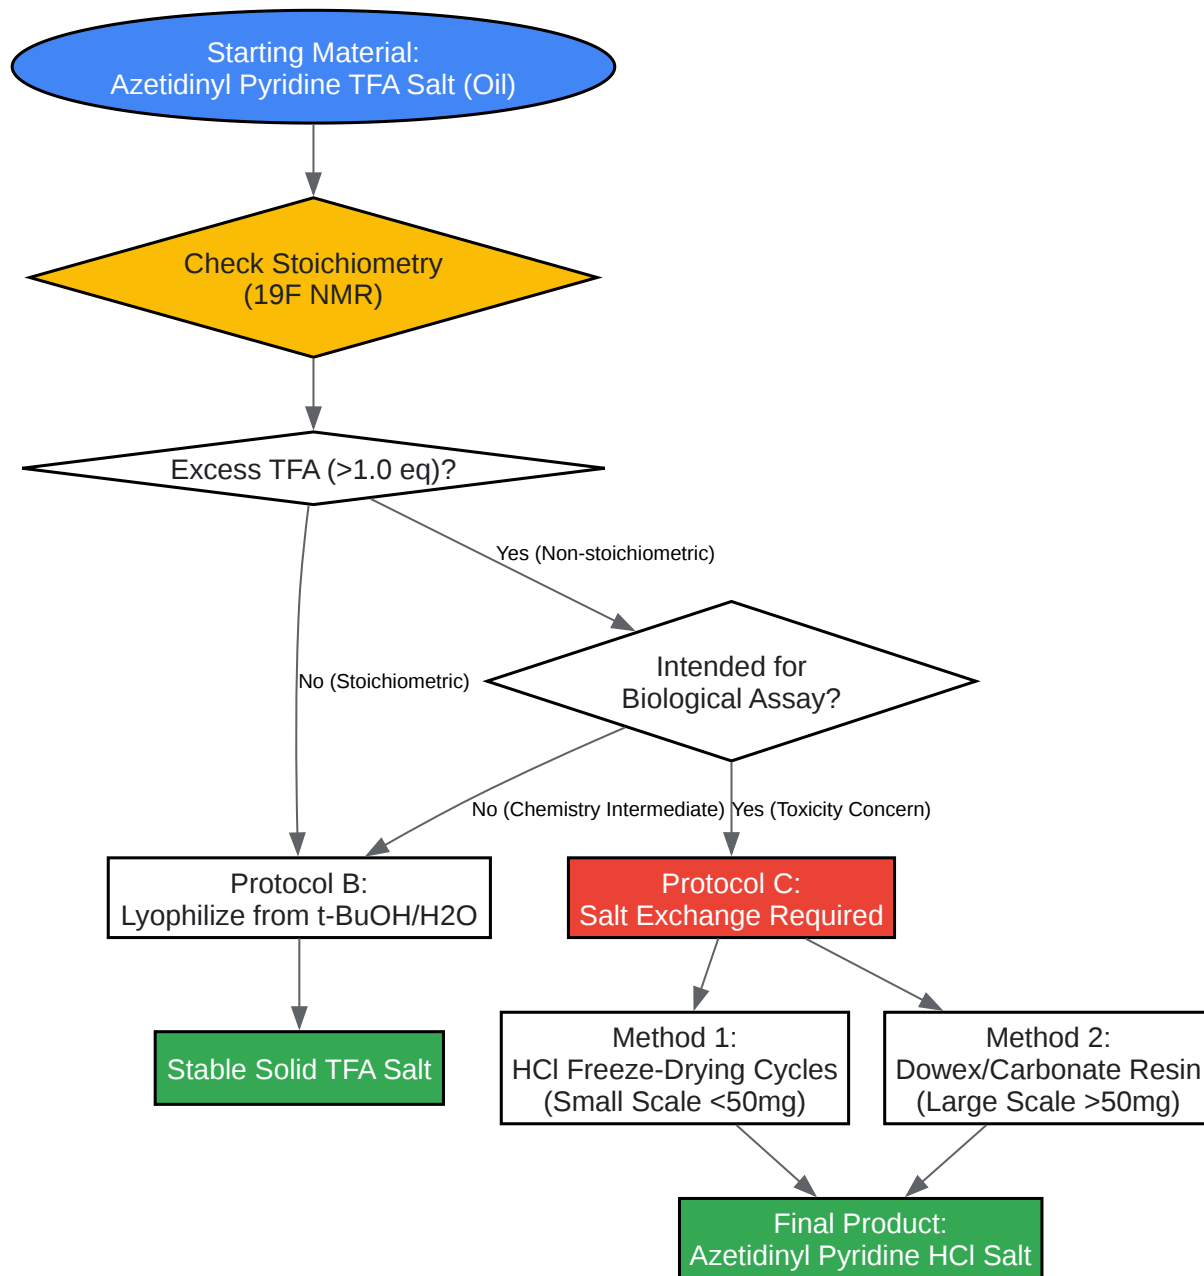 Starting Material:
Azetidinyl Pyridine TFA Salt (Oil)
Check Stoichiometry
(19F NMR)
Excess TFA (>1.0 eq)?
Yes (Non-stoichiometric)
Intended for
Biological Assay?
No (Stoichiometric)
No (Chemistry Intermediate)
Yes (Toxicity Concern)
Protocol B:
Lyophilize from t-BuOH/H2O
Protocol C:
Salt Exchange Required
Stable Solid TFA Salt
Method 1:
HCl Freeze-Drying Cycles
(Small Scale <50mg)
Method 2:
Dowex/Carbonate Resin
(Large Scale >50mg)
Final Product:
Azetidinyl Pyridine HCl Salt